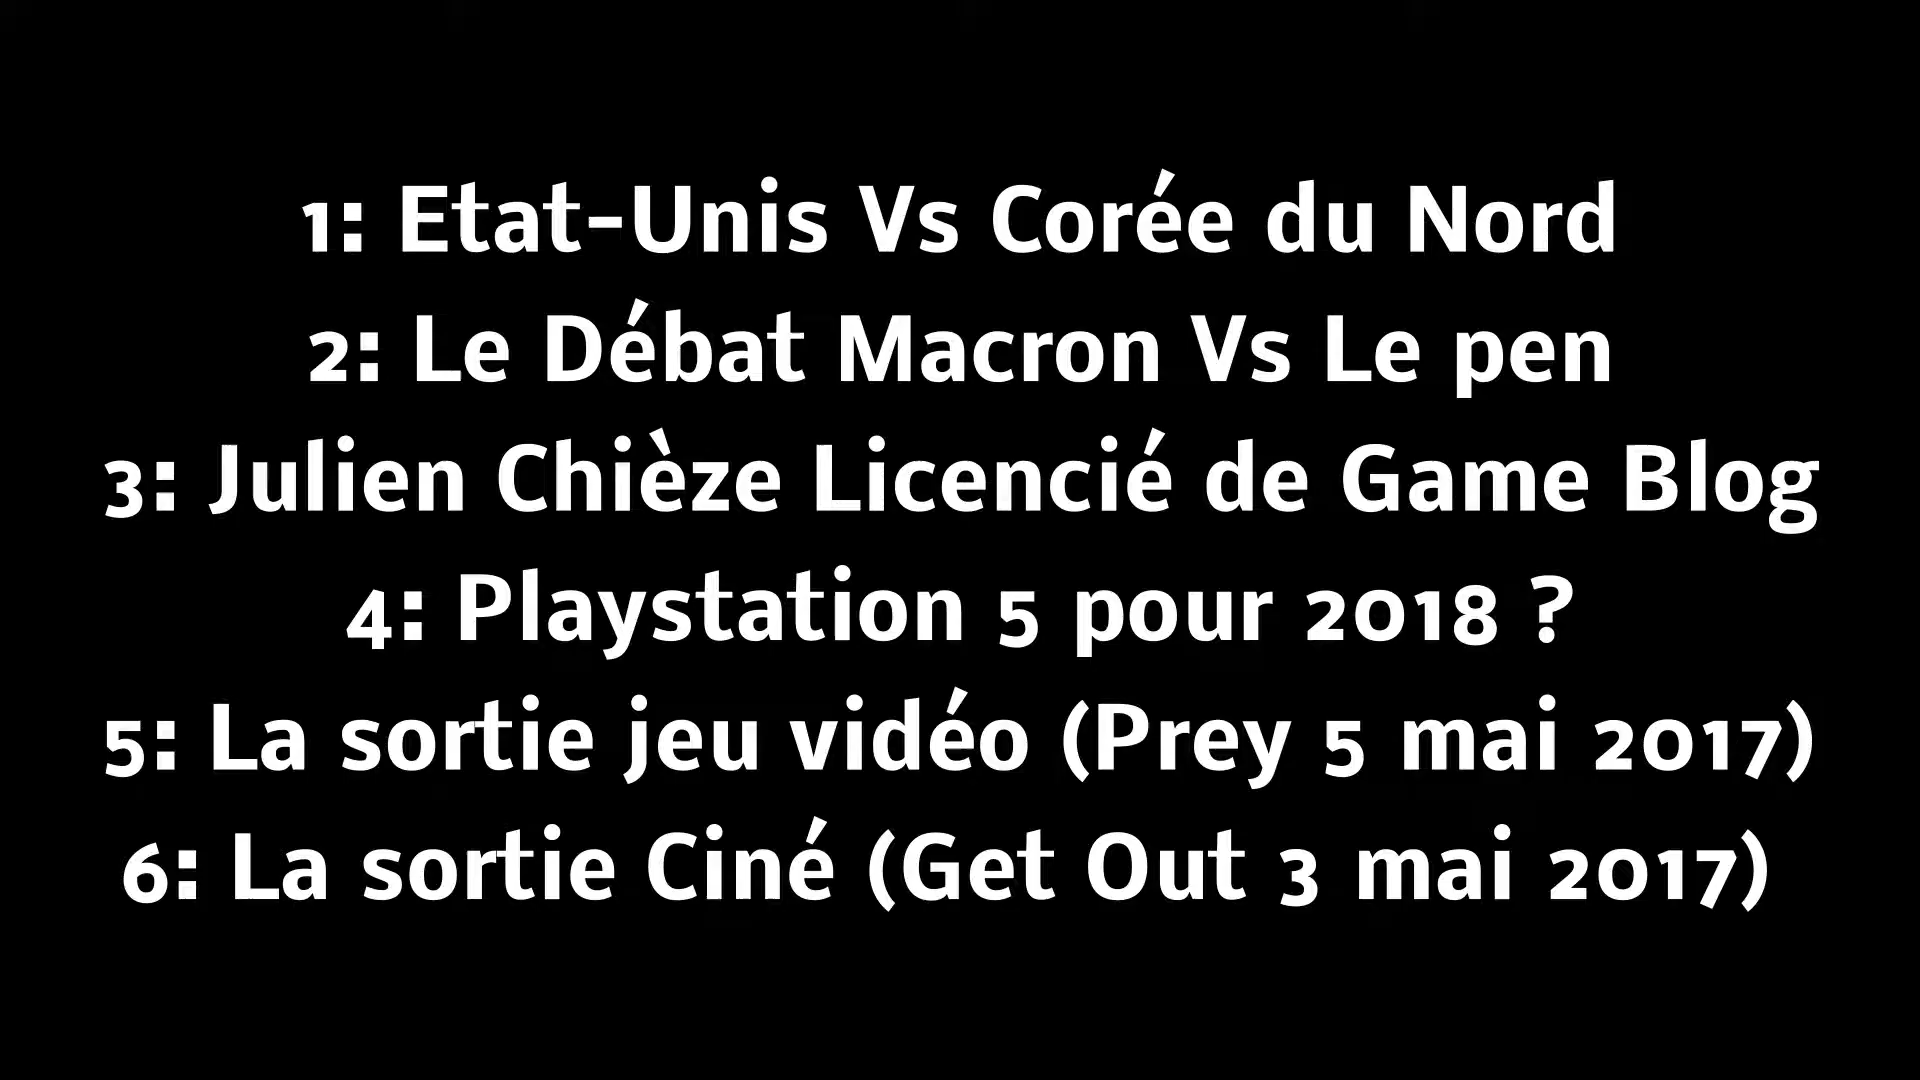 1: Etat-Unis Vs Corée du Nord
2: Le Débat Macron Vs Le pen
3: Julien Chièze Licencié de Game Blog
4: Playstation 5 pour 2018 ?
5: La sortie jeu vidéo (Prey 5 mai 2017)
6: La sortie Ciné (Get Out 3 mai 2017)